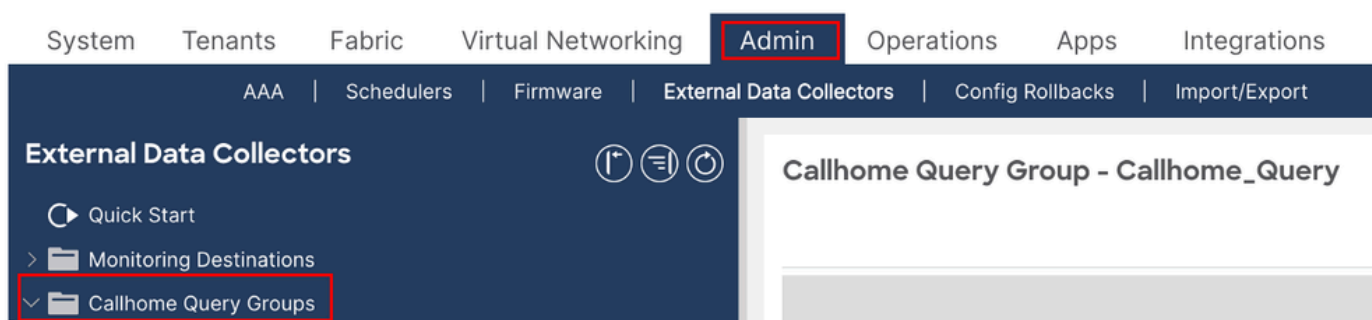 System Tenants Fabric Virtual Networking Admin Operations Apps Integrations
AAA | Schedulers | Firmware | External Data Collectors | Config Rollbacks | Import/Export
External Data Collectors
Callhome Query Group - Callhome_Query
Quick Start
Monitoring Destinations
Callhome Query Groups